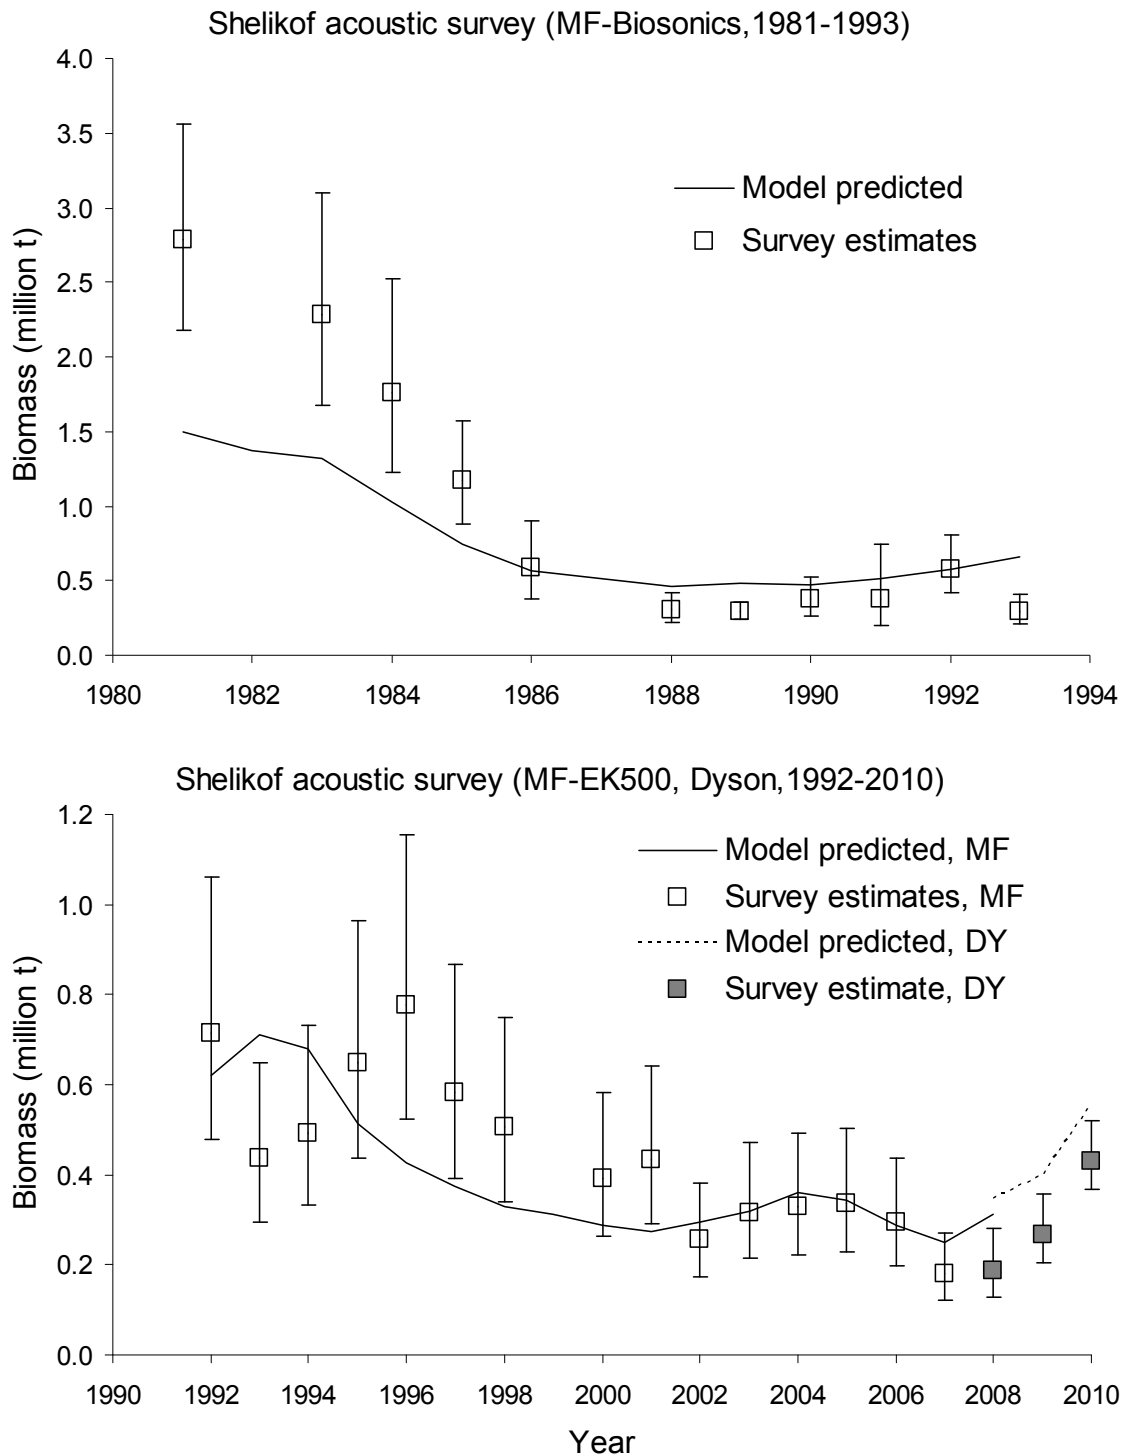 Shelikof acoustic survey (MF-Biosonics,1981-1993)
4.0
3.5
3.0
2.5
2.0
1.5
1.0
0.5
0.0
Biomass (million t)
Model predicted
Survey estimates
1980 1982 1984 1986 1988 1990 1992 1994
Shelikof acoustic survey (MF-EK500, Dyson,1992-2010)
1.2
1.0
0.8
0.6
0.4
0.2
0.0
Biomass (million t)
Model predicted, MF
Survey estimates, MF
Model predicted, DY
Survey estimate, DY
1990 1992 1994 1996 1998 2000 2002 2004 2006 2008 2010
Year